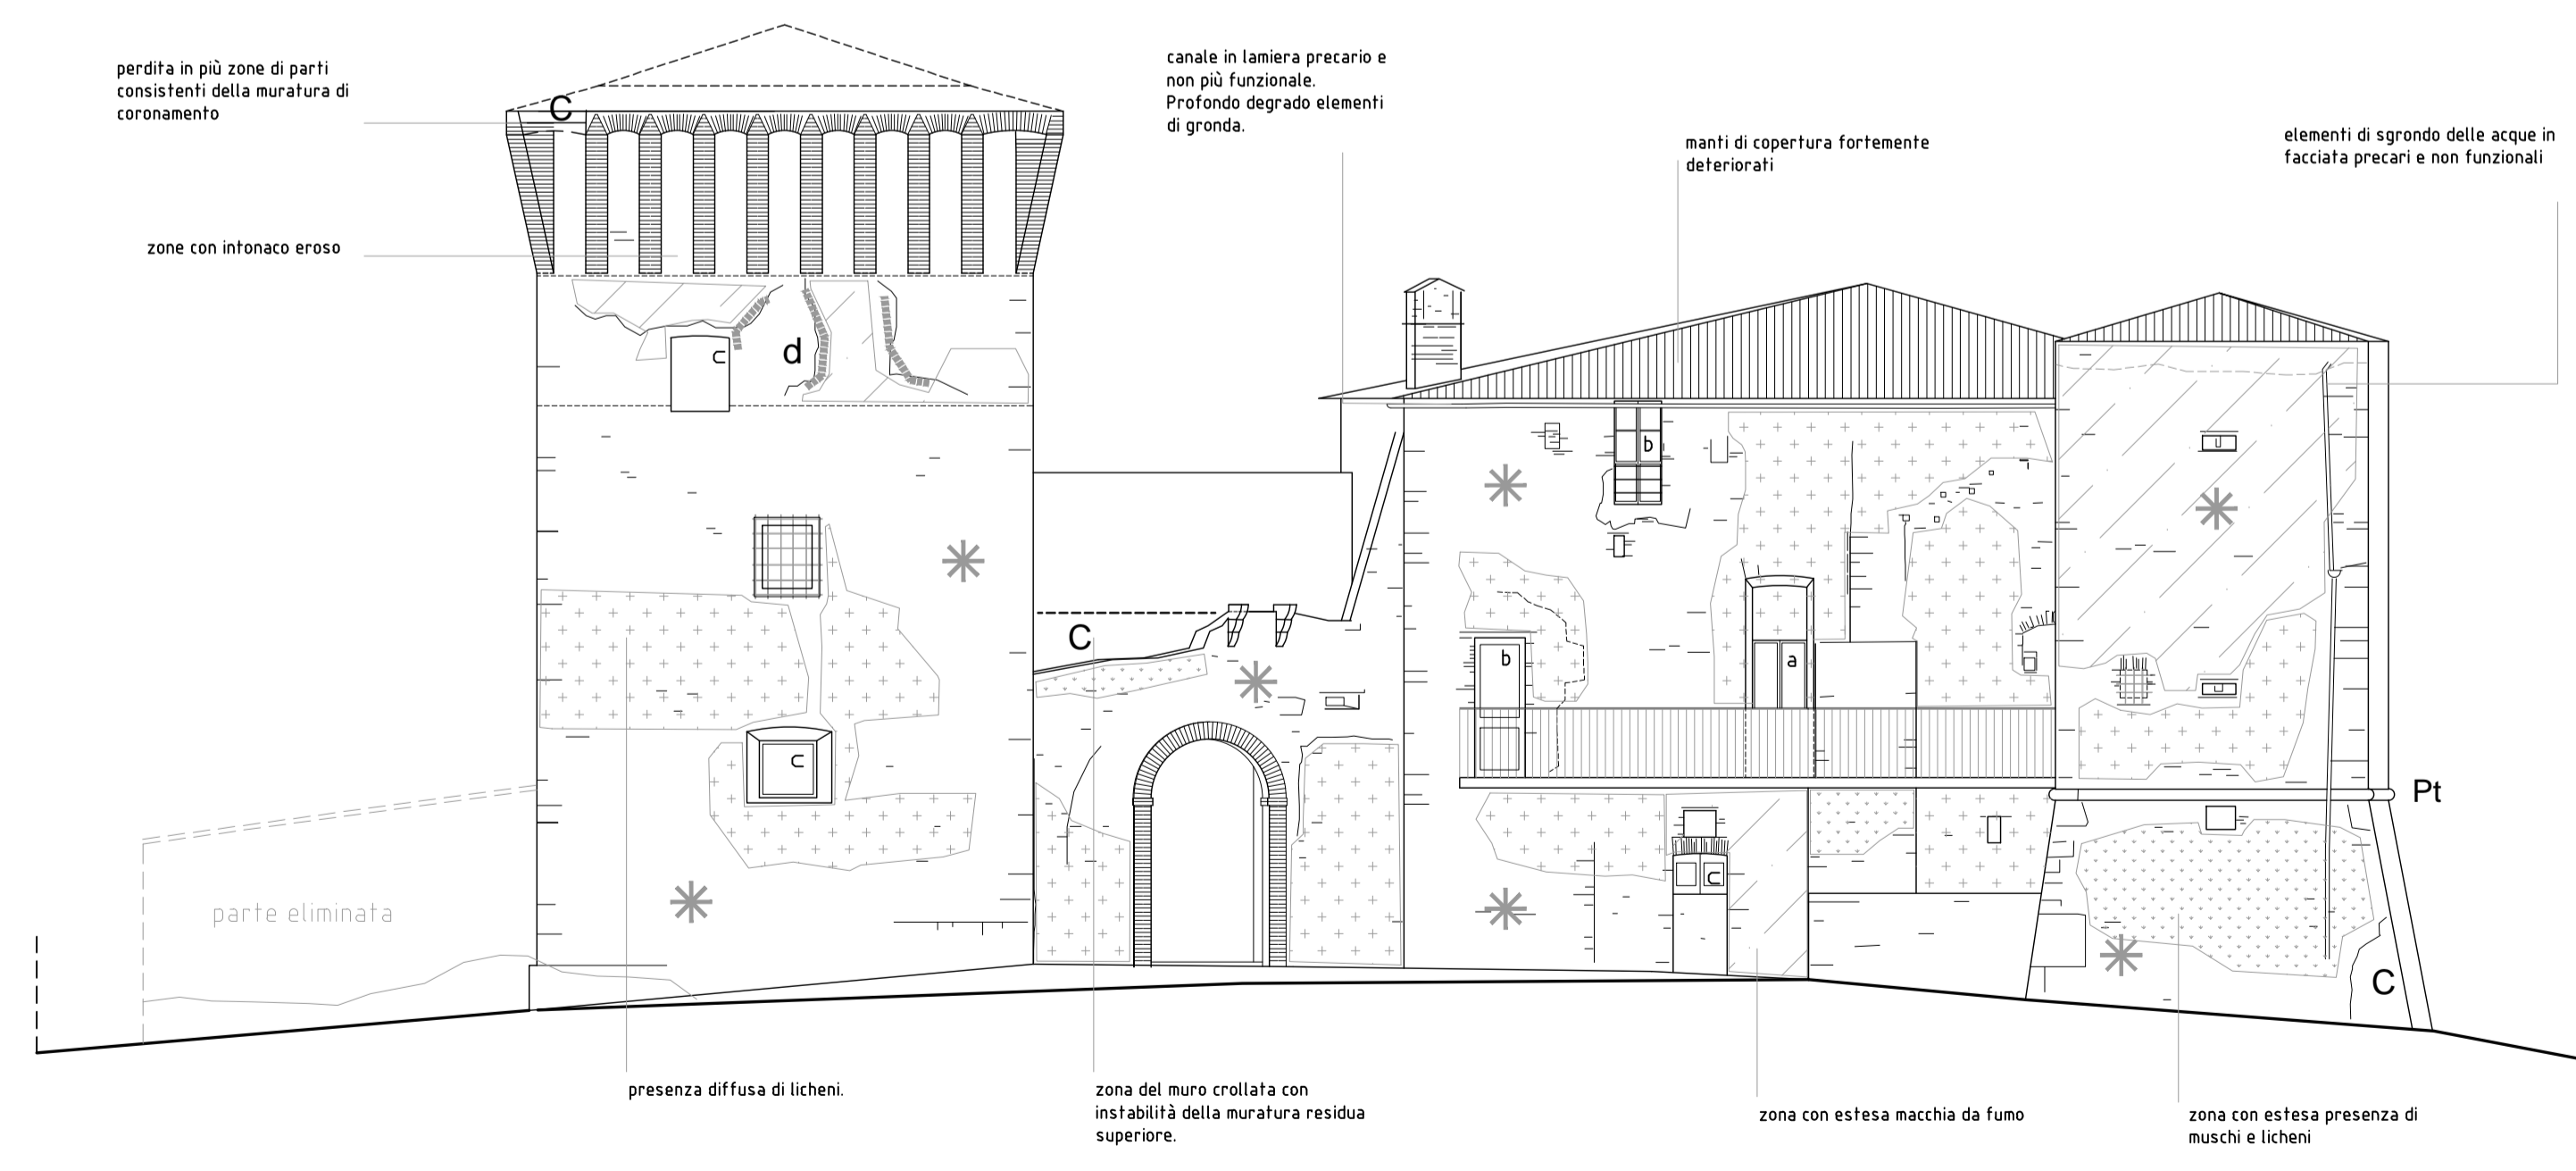 perdita in più zone di parti
consistenti della muratura di
coronamento
zone con intonaco eroso
canale in lamiera precario e
non più funzionale.
Profondo degrado elementi
di gronda.
manti di copertura fortemente
deteriorati
elementi di sgrondo delle acque in
facciata precari e non funzionali
C
d
c
b
C
b
a
c
Pt
c
parte eliminata
C
presenza diffusa di licheni.
zona del muro crollata con
instabilità della muratura residua
superiore.
zona con estesa macchia da fumo
zona con estesa presenza di
muschi e licheni